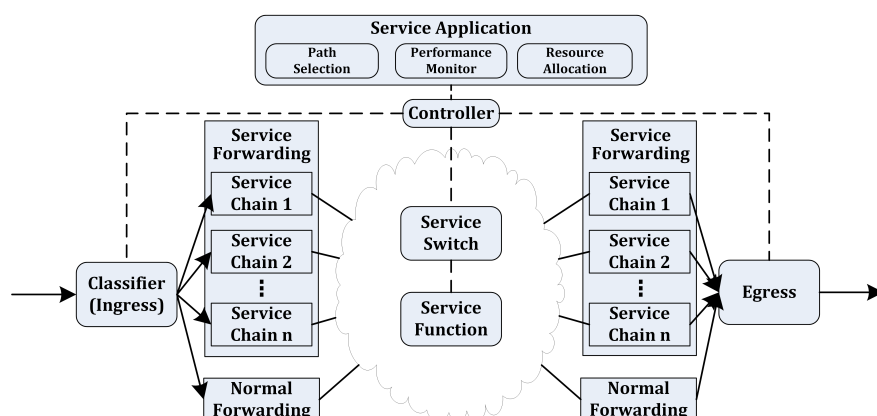 Service Application
Path
Selection
Performance
Monitor
Resource
Allocation
Controller
Service
Forwarding
Service
Chain 1
Service
Chain 2
Service
Chain n
Normal
Forwarding
Classifier
(Ingress)
Service
Switch
Service
Function
Service
Forwarding
Service
Chain 1
Service
Chain 2
Service
Chain n
Normal
Forwarding
Egress